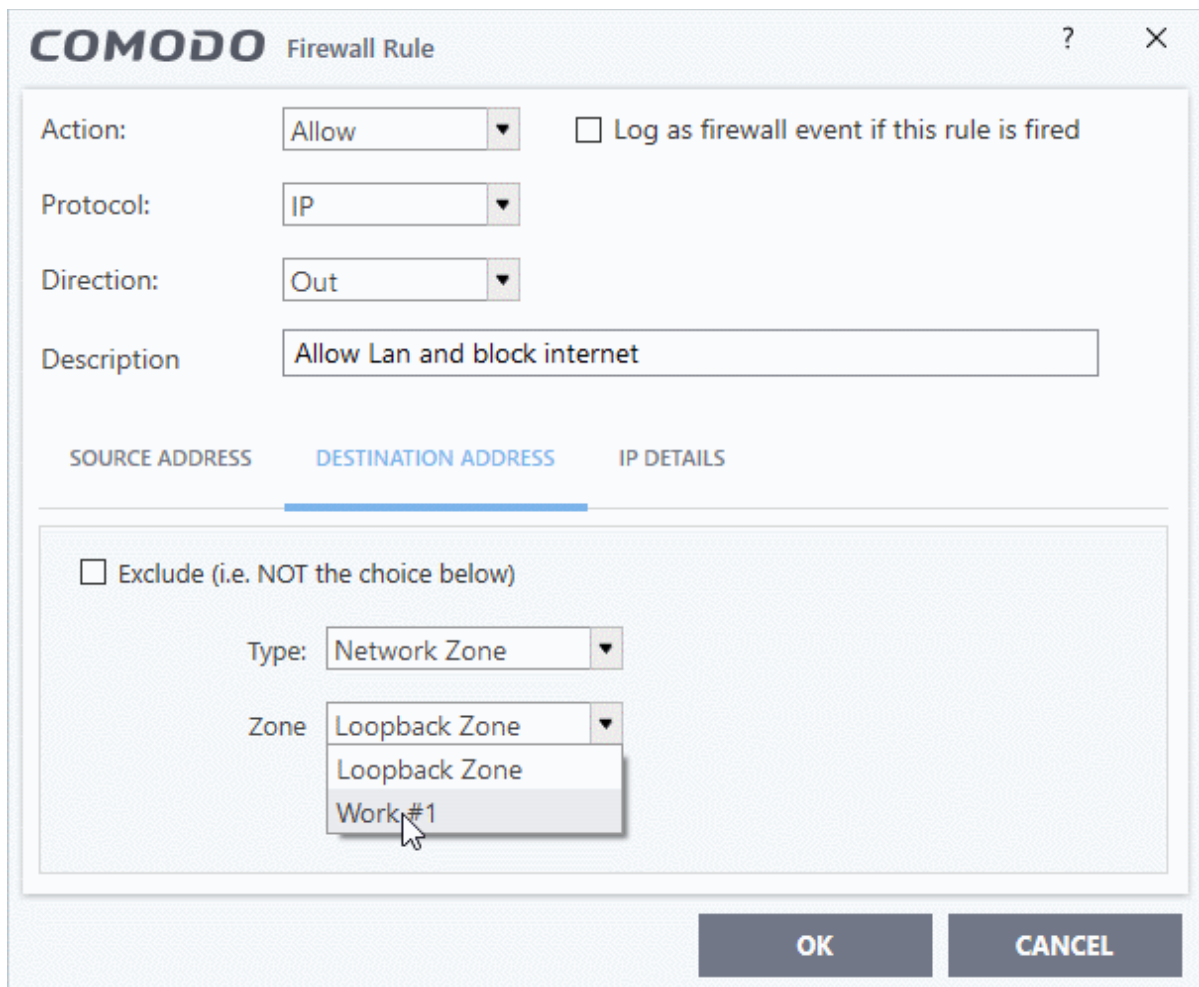 COMODO Firewall Rule ?
Action: Allow Log as firewall event if this rule is fired
Protocol: IP
Direction: Out
Description Allow Lan and block internet
SOURCE ADDRESS DESTINATION ADDRESS IP DETAILS
Exclude (i.e. NOT the choice below)
Type: Network Zone
Zone Loopback Zone
Loopback Zone
Work #1
OK CANCEL